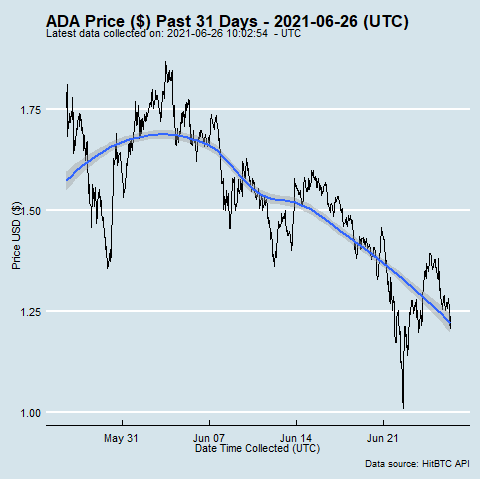 ADA Price ($) Past 31 Days - 2021-06-26 (UTC)
Latest data collected on: 2021-06-26 10:02:54 - UTC
1.75
1.50
1.25
1.00
Price USD ($)
May 31 Jun 07 Jun 14 Jun 21
Date Time Collected (UTC)
Data source: HitBTC API